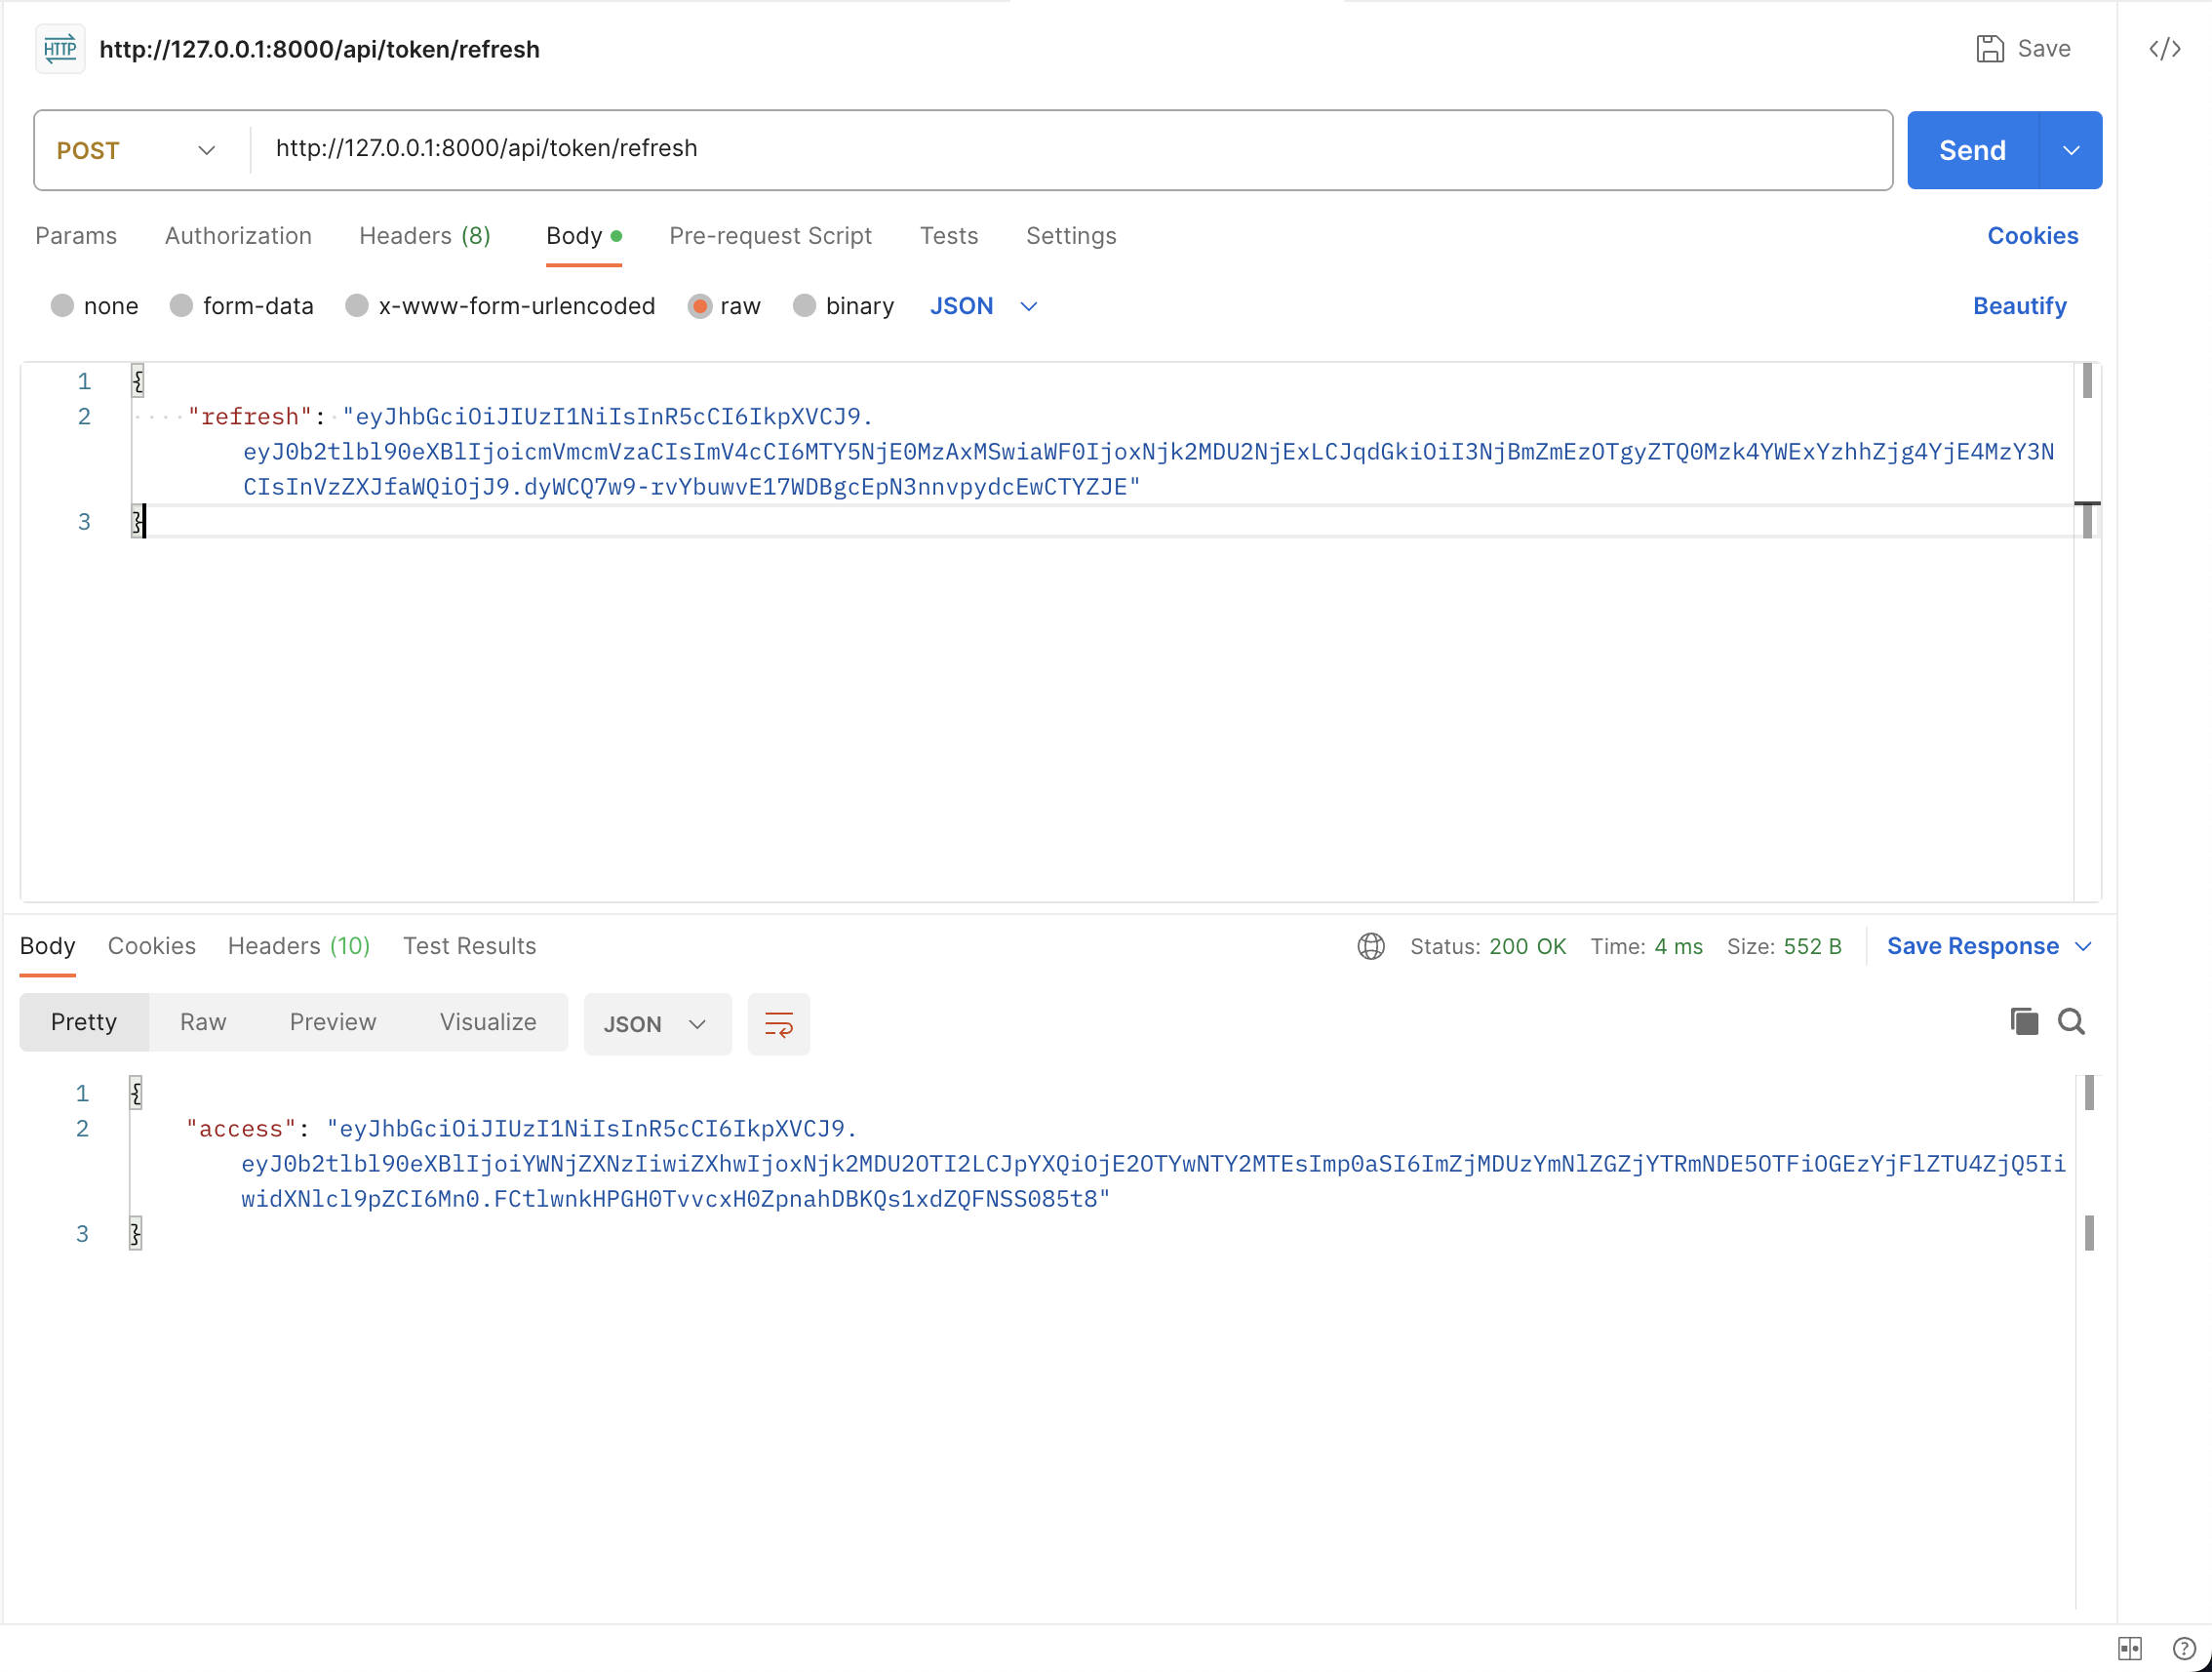 HTTP http://127.0.0.1:8000/api/token/refresh Save </>
POST http://127.0.0.1:8000/api/token/refresh Send
Params Authorization Headers (8) Body Pre-request Script Tests Settings Cookies
none form-data x-www-form-urlencoded raw binary JSON Beautify
1 {
2 "refresh": "eyJhbGciOiJIUzI1NiIsInR5cCI6IkpXVCJ9.
eyJ0b2tlbl90eXBlIjoicmVmcmVzaCIsImV4cCI6MTY5NjE0MzAxMSwiaWF0IjoxNjk2MDU2NjExLCJqdGkiOiI3NjBmZmEzOTgyZTQ0Mzk4YWExYzhhZjg4YjE4MzY3N
CIsInVzZXJfaWQiOjJ9.dyWCQ7w9-rvYbuwvE17WDBgcEpN3nnvpydcEwCTYZJE"
3 }
Body Cookies Headers (10) Test Results Status: 200 OK Time: 4 ms Size: 552 B Save Response
Pretty Raw Preview Visualize JSON
1 {
2 "access": "eyJhbGciOiJIUzI1NiIsInR5cCI6IkpXVCJ9.
eyJ0b2tlbl90eXBlIjoiYWNjZXNzIiwiZXhwIjoxNjk2MDU2OTI2LCJpYXQiOjE2OTYwNTY2MTEsImp0aSI6ImZjMDUzYmNlZGZjYTRmNDE5OTFiOGEzYjFlZTU4ZjQ5Ii
widXNlcl9pZCI6Mn0.FCtlwnkHPGH0TvvcxH0ZpnahDBKQs1xdZQFNSS085t8"
3 }